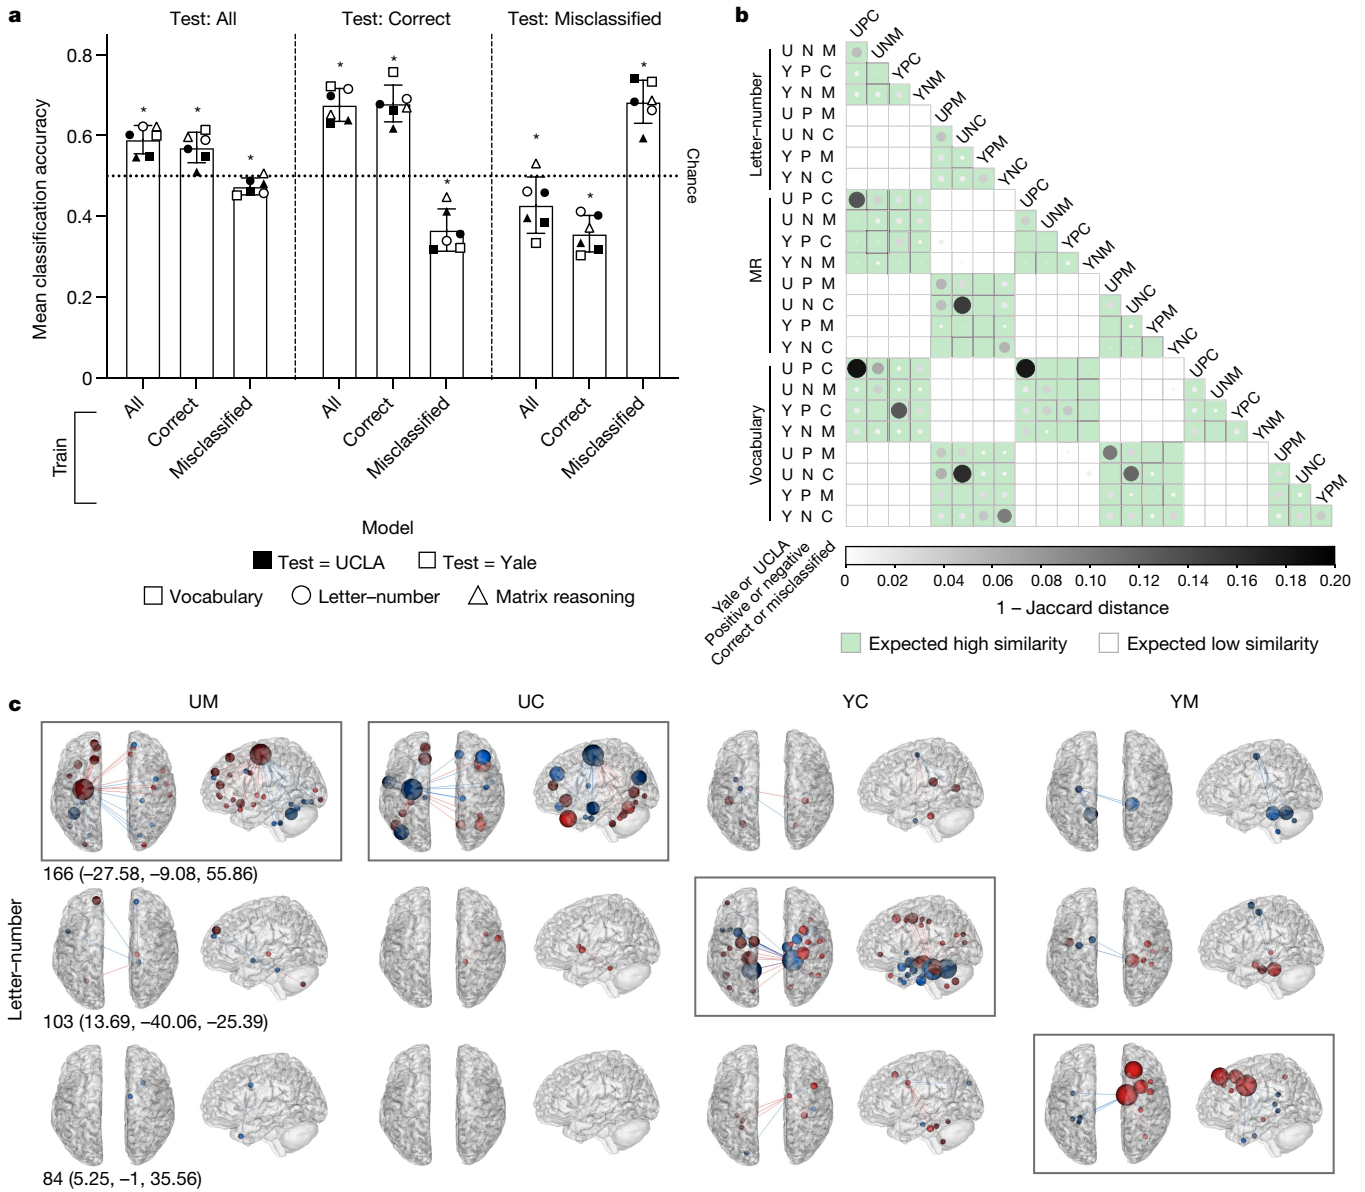 a
Test: All
Test: Correct
Test: Misclassified
Mean classification accuracy
0.8
0.6
0.4
0.2
0
*
*
*
*
*
*
*
*
*
Chance
All
Correct
Misclassified
All
Correct
Misclassified
All
Correct
Misclassified
Train
Model
Test = UCLA
Test = Yale
Vocabulary
Letter–number
Matrix reasoning
b
Letter–number
MR
Vocabulary
U N M
Y P C
Y N M
U P M
U N C
Y P M
Y N C
U P C
U N M
Y P C
Y N M
U P M
U N C
Y P M
Y N C
U P C
U N M
Y P C
Y N M
U P M
U N C
Y P M
Y N C
UPC
UNM
YPC
YNM
UPM
UNC
YPM
YNC
UPC
UNM
YPC
YNM
UPM
UNC
YPM
YNC
UPC
UNM
YPC
YNM
UPM
UNC
YPM
Yale or UCLA
Positive or negative
Correct or misclassified
0 0.02 0.04 0.06 0.08 0.10 0.12 0.14 0.16 0.18 0.20
1 – Jaccard distance
Expected high similarity
Expected low similarity
c
UM
UC
YC
YM
Letter–number
166 (–27.58, –9.08, 55.86)
103 (13.69, –40.06, –25.39)
84 (5.25, –1, 35.56)